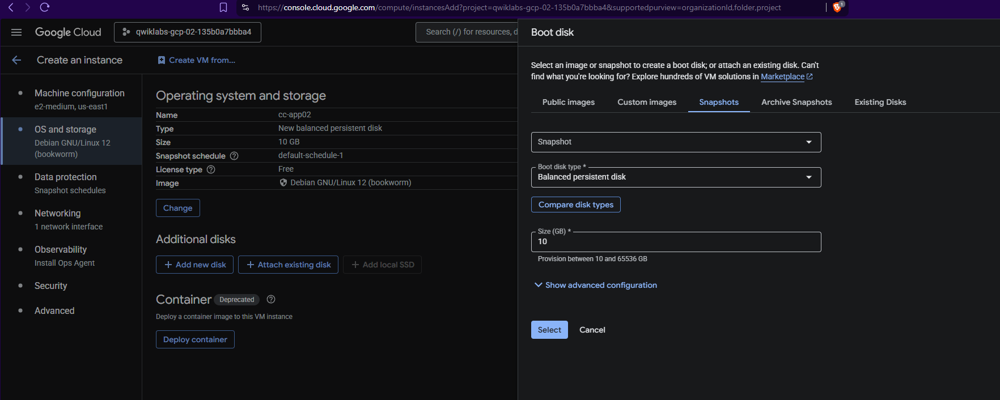 https://console.cloud.google.com/compute/instancesAdd?project=qwiklabs-gcp-02-135b0a7bbba4&supportedpurview=organizationId,folder,project
1
Google Cloud
qwiklabs-gcp-02-135b0a7bbba4
Search (/) for resources, d
Create an instance
Create VM from...
Machine configuration
e2-medium, us-east1
OS and storage
Debian GNU/Linux 12
(bookworm)
Data protection
Snapshot schedules
Networking
1 network interface
Observability
Install Ops Agent
Security
Advanced
Operating system and storage
Name cc-app02
Type New balanced persistent disk
Size 10 GB
Snapshot schedule default-schedule-1
License type Free
Image Debian GNU/Linux 12 (bookworm)
Change
Additional disks
Add new disk
Attach existing disk
Add local SSD
Container Deprecated
Deploy a container image to this VM instance
Deploy container
Boot disk
Select an image or snapshot to create a boot disk; or attach an existing disk. Can't
find what you're looking for? Explore hundreds of VM solutions in Marketplace
Public images Custom images Snapshots Archive Snapshots Existing Disks
Snapshot
Boot disk type *
Balanced persistent disk
Compare disk types
Size (GB) *
10
Provision between 10 and 65536 GB
Show advanced configuration
Select Cancel